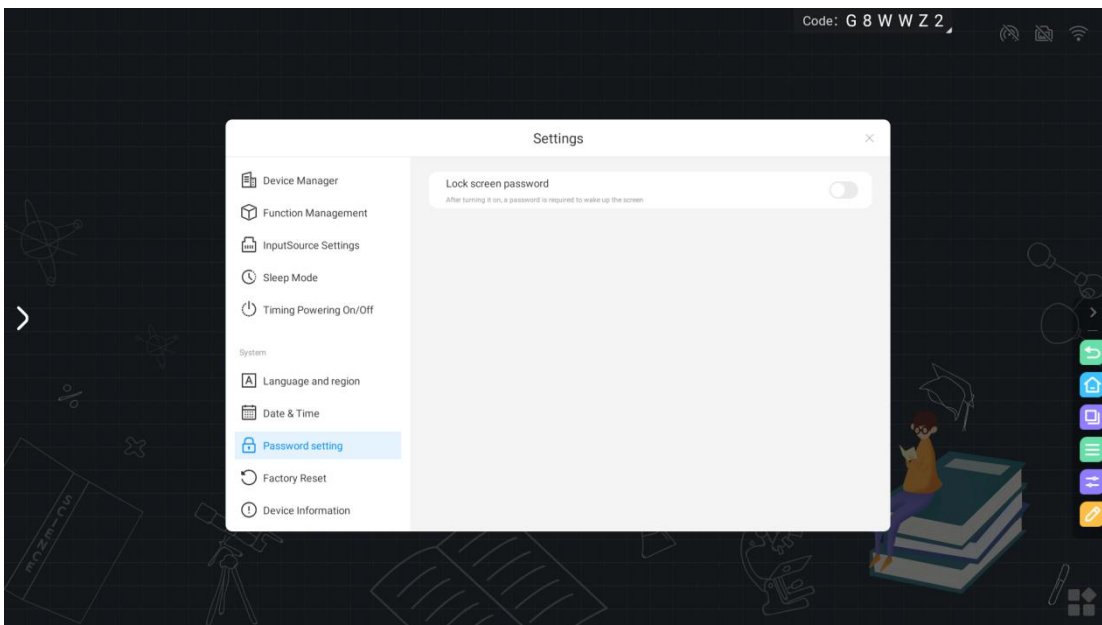 Code: G 8 W W Z 2
Settings
Device Manager
Function Management
InputSource Settings
Sleep Mode
Timing Powering On/Off
System
A Language and region
Date & Time
Password setting
Factory Reset
Device Information
Lock screen password
After turning it on, a password is required to wake up the screen
SCIENCE